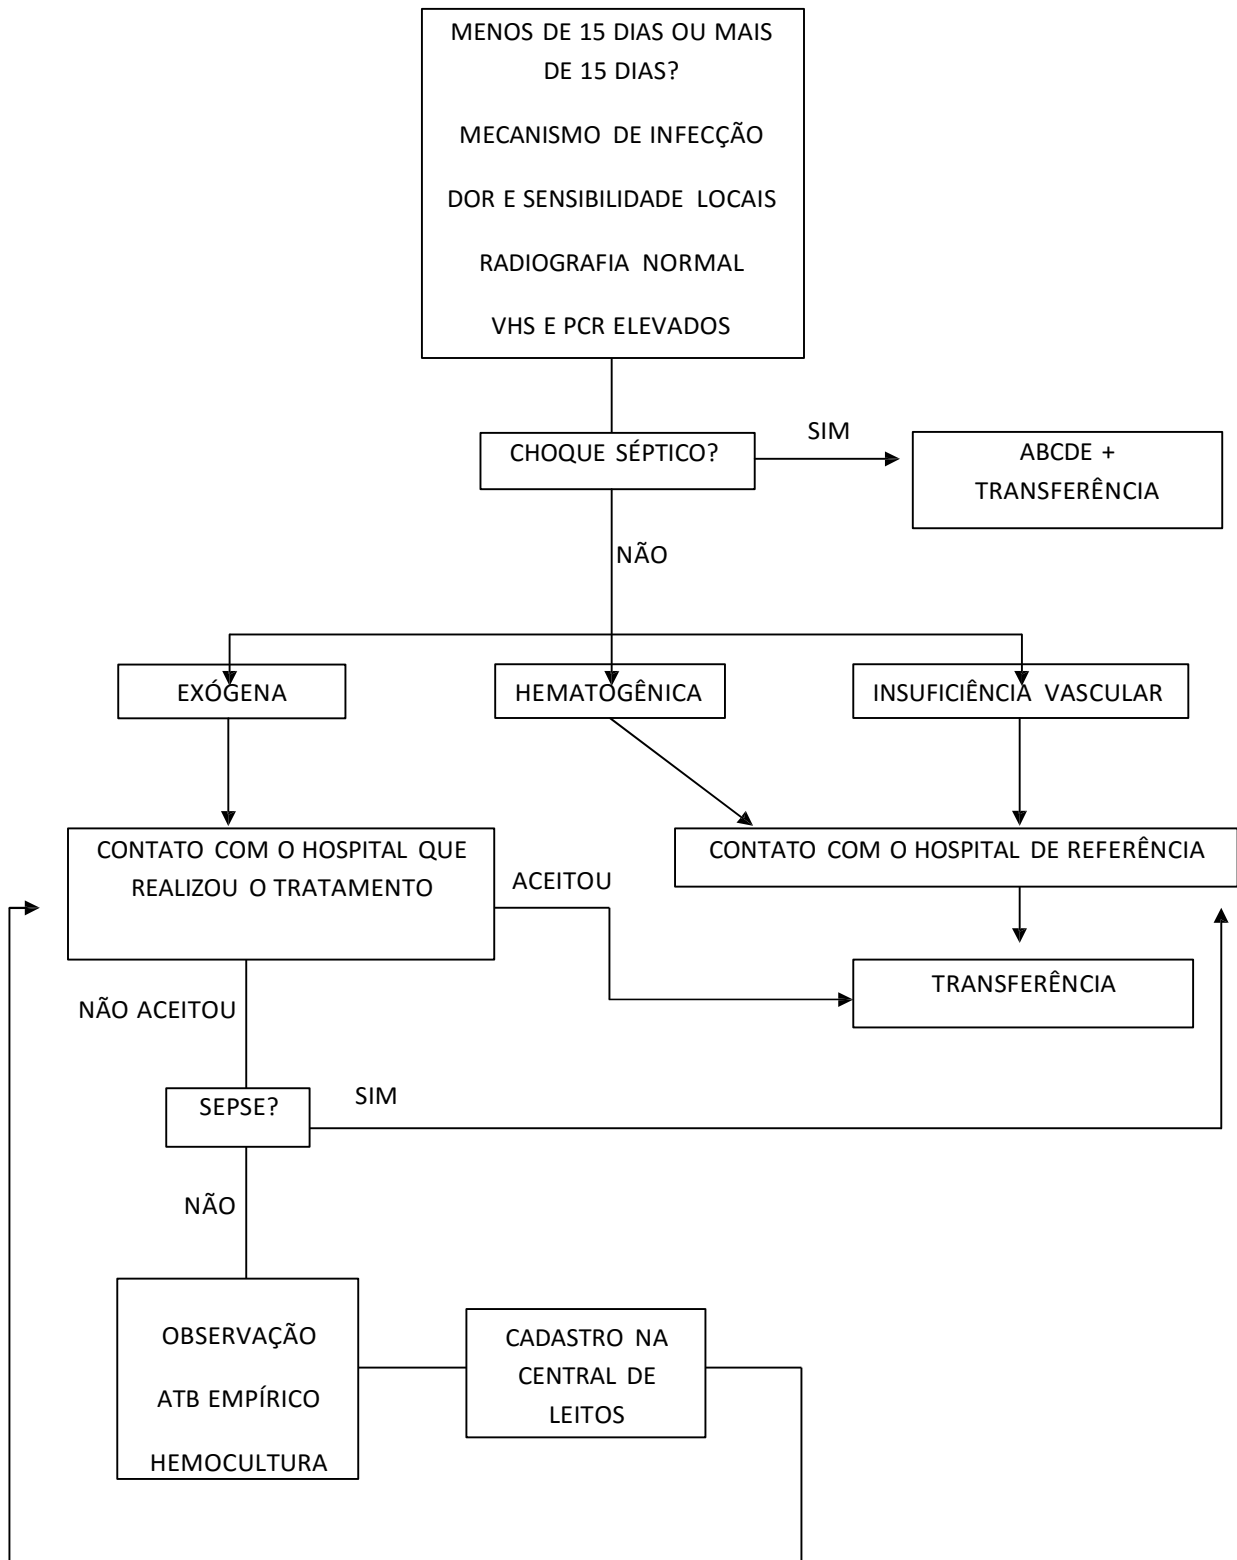 MENOS DE 15 DIAS OU MAIS
DE 15 DIAS?
MECANISMO DE INFECÇÃO
DOR E SENSIBILIDADE LOCAIS
RADIOGRAFIA NORMAL
VHS E PCR ELEVADOS
CHOQUE SÉPTICO?
SIM
ABCDE +
TRANSFERÊNCIA
NÃO
EXÓGENA
HEMATOGÊNICA
INSUFICIÊNCIA VASCULAR
CONTATO COM O HOSPITAL QUE
REALIZOU O TRATAMENTO
ACEITOU
CONTATO COM O HOSPITAL DE REFERÊNCIA
TRANSFERÊNCIA
NÃO ACEITOU
SEPSE?
SIM
NÃO
OBSERVAÇÃO
ATB EMPÍRICO
HEMOCULTURA
CADASTRO NA
CENTRAL DE
LEITOS